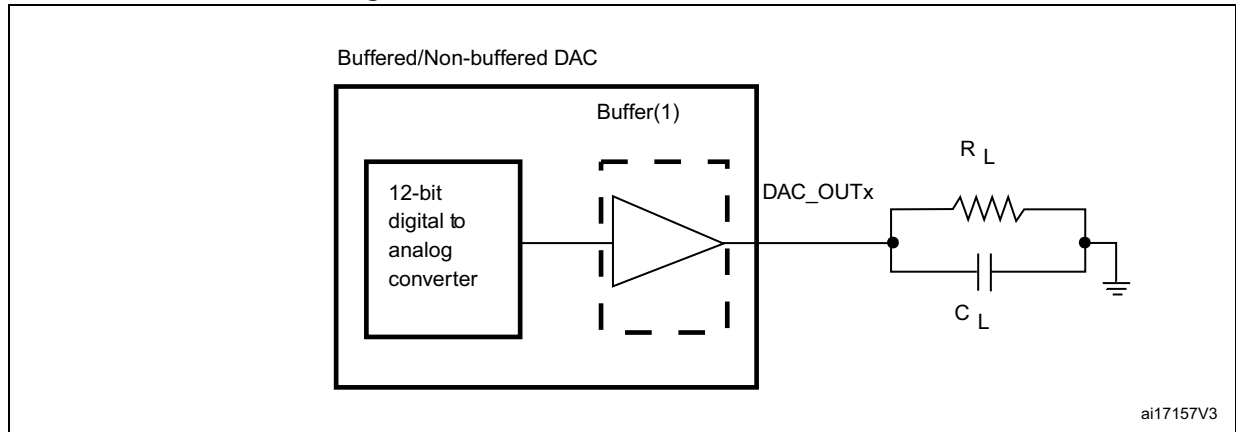 Buffered/Non-buffered DAC
Buffer(1)
12-bit
digital to
analog
converter
DAC_OUTx
R L
C L
ai17157V3